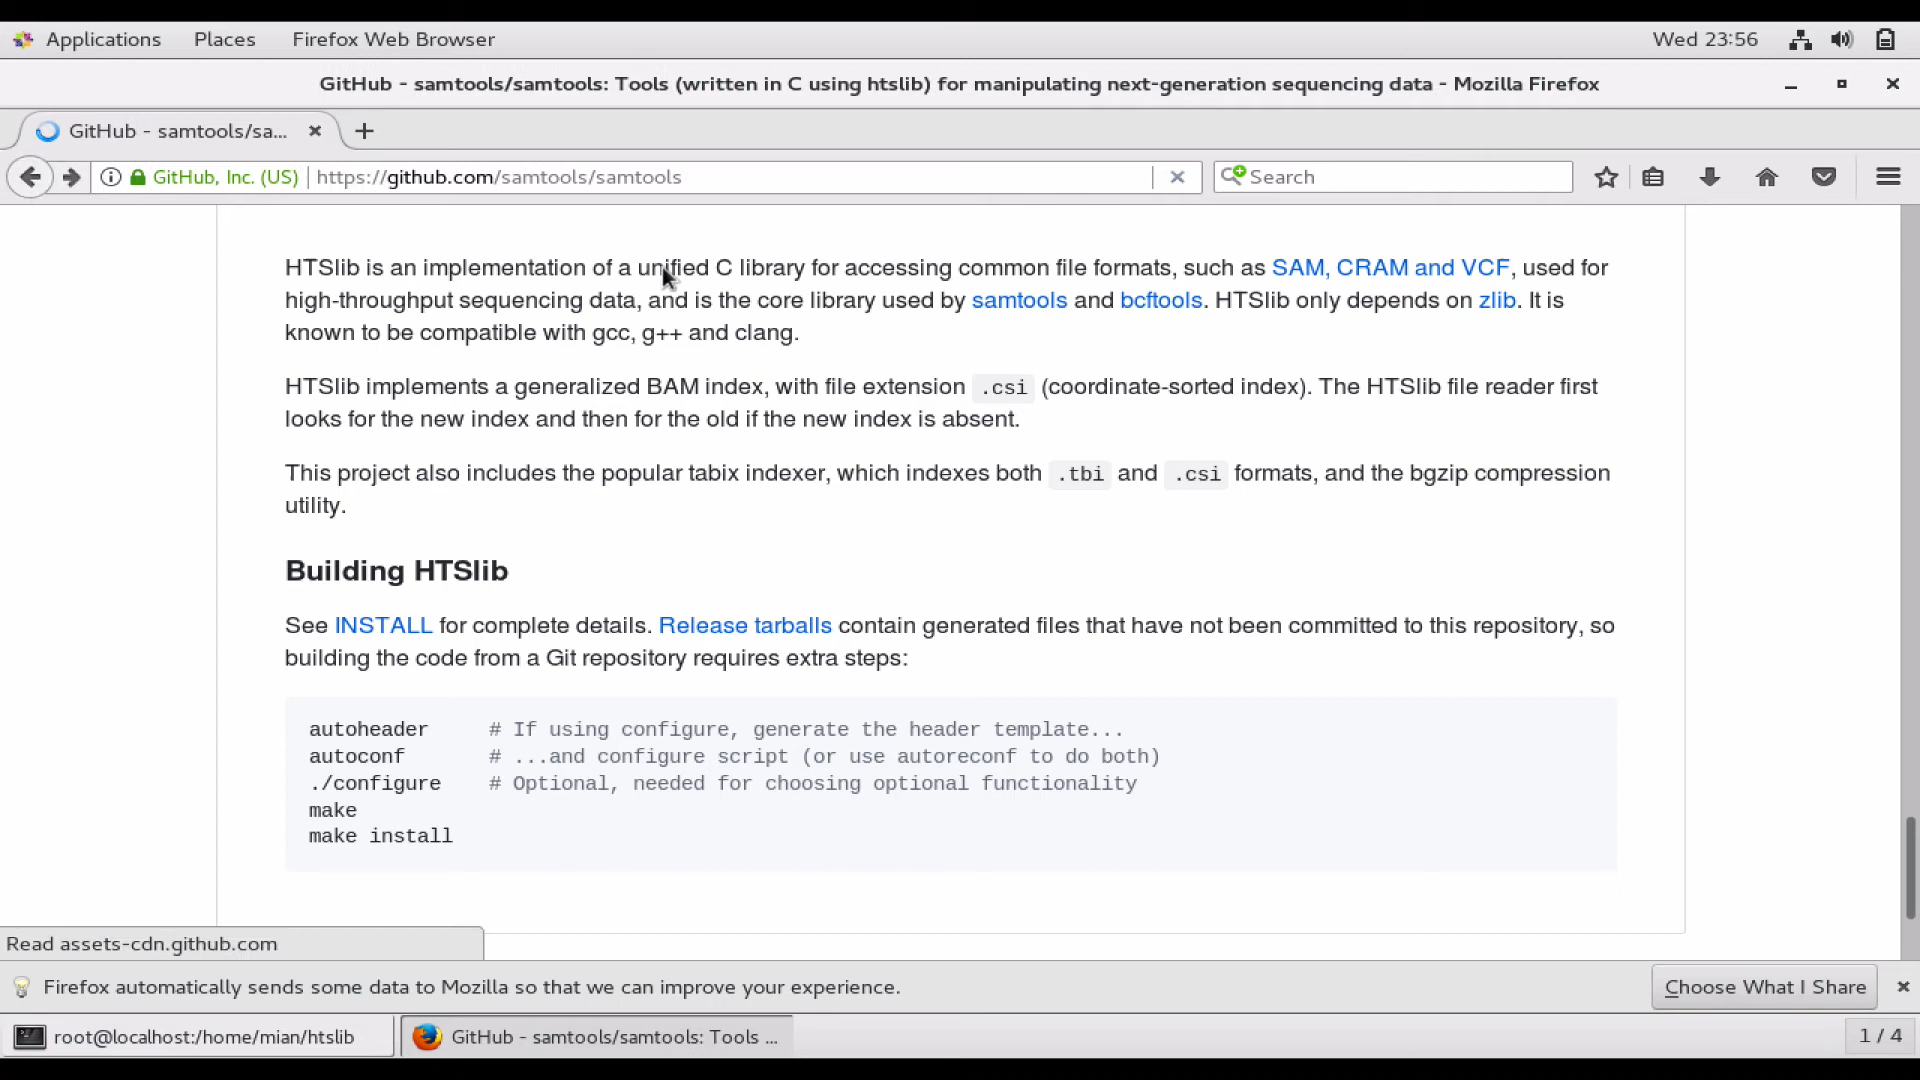 Applications Places Firefox Web Browser Wed 23:56
GitHub - samtools/samtools: Tools (written in C using htslib) for manipulating next-generation sequencing data - Mozilla Firefox
GitHub - samtools/sa...
GitHub, Inc. (US) https://github.com/samtools/samtools Search
HTSlib is an implementation of a unified C library for accessing common file formats, such as SAM, CRAM and VCF, used for
high-throughput sequencing data, and is the core library used by samtools and bcftools. HTSlib only depends on zlib. It is
known to be compatible with gcc, g++ and clang.
HTSlib implements a generalized BAM index, with file extension .csi (coordinate-sorted index). The HTSlib file reader first
looks for the new index and then for the old if the new index is absent.
This project also includes the popular tabix indexer, which indexes both .tbi and .csi formats, and the bgzip compression
utility.
Building HTSlib
See INSTALL for complete details. Release tarballs contain generated files that have not been committed to this repository, so
building the code from a Git repository requires extra steps:
autoheader # If using configure, generate the header template...
autoconf # ...and configure script (or use autoreconf to do both)
./configure # Optional, needed for choosing optional functionality
make
make install
Read assets-cdn.github.com
Firefox automatically sends some data to Mozilla so that we can improve your experience. Choose What I Share
root@localhost:/home/mian/htslib GitHub - samtools/samtools: Tools ... 1 / 4